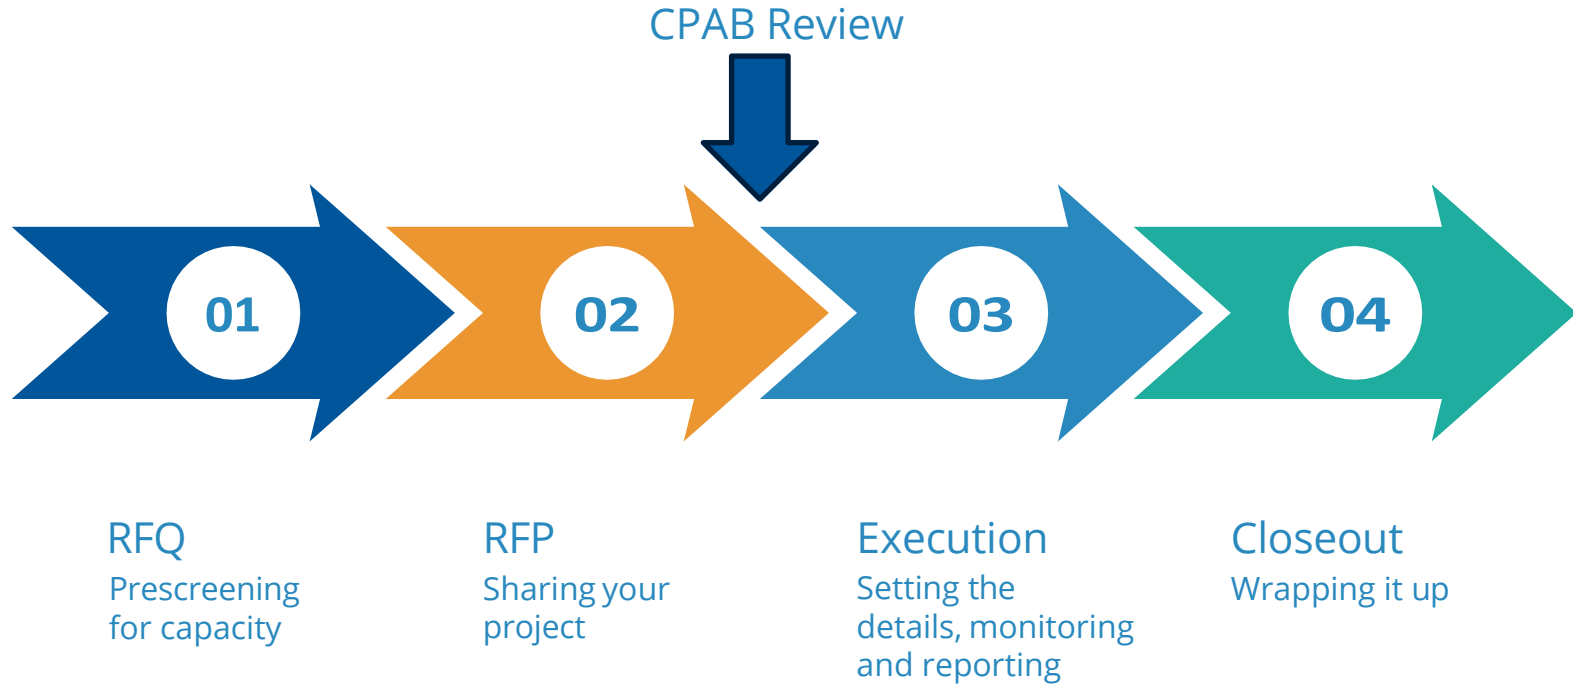 CPAB Review
01
02
03
04
RFQ
Prescreening
for capacity
RFP
Sharing your
project
Execution
Setting the
details, monitoring
and reporting
Closeout
Wrapping it up